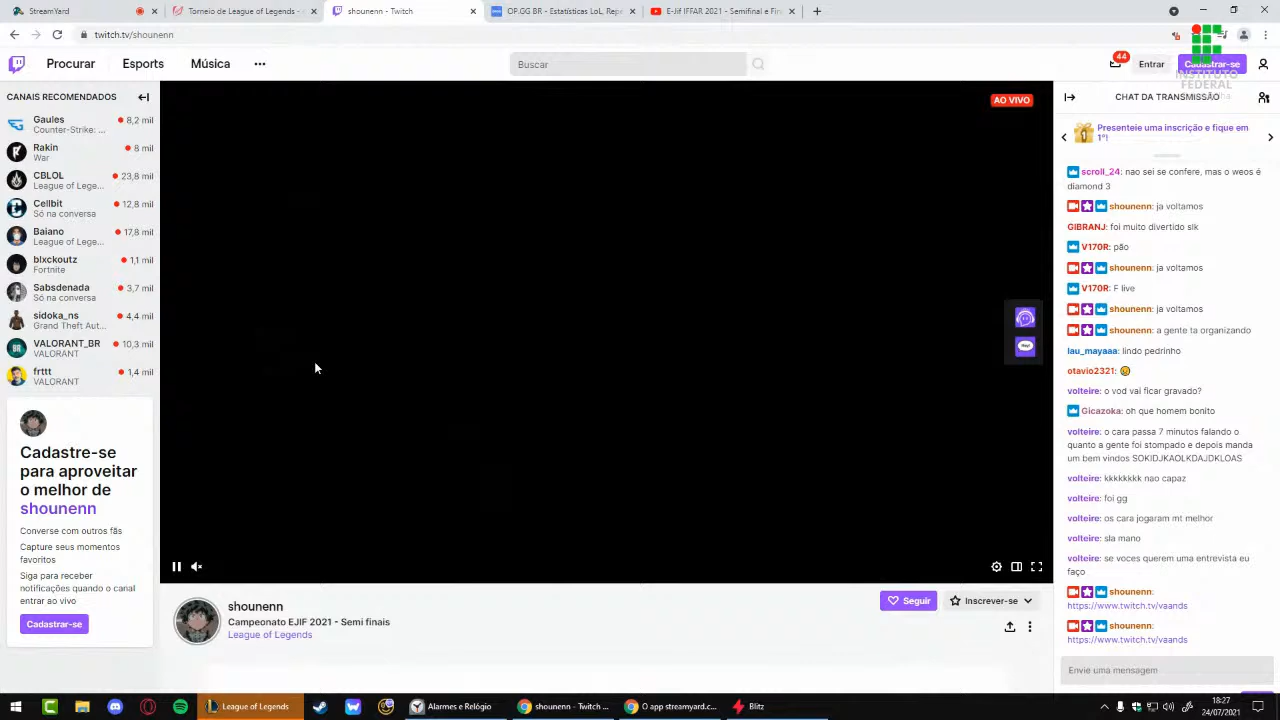 StreamYard
Torneio de League of Legends -
shounenn - Twitch
OP.GG BR - Estatísticas LoL, Repe
E-Jif IFFAR 2021 - Semifinal e Fin
twitch.tv/shounenn
Procurar
Esports
Música
Buscar
44
Entrar
Cadastrar-se
INSTITUTO
FEDERAL
CANAIS RECOMENDADOS
Gaules
8,2 mil
Counter-Strike: ...
Rakin
8 mil
War
CBLOL
23,8 mil
League of Lege...
Cellbit
12,8 mil
Só na conversa
Baiano
17,8 mil
League of Lege...
blxckoutz
1,1 mil
Fortnite
Sabsdenada
3,7 mil
Só na conversa
sidoka_ns
4,4 mil
Grand Theft Aut...
VALORANT_BR
10,3 mil
VALORANT
frttt
1,4 mil
VALORANT
Cadastre-se
para aproveitar
o melhor de
shounenn
Converse com outros fãs
Capture seus momentos
favoritos
Siga para receber
notificações quando o canal
entrar ao vivo
Cadastrar-se
AO VIVO
Hey!
shounenn
Campeonato EJIF 2021 - Semi finais
League of Legends
Seguir
Inscrever-se
CHAT DA TRANSMISSÃO
Presenteie uma inscrição e fique em
1°!
scroll_24: nao sei se confere, mas o weos é
diamond 3
shounenn: ja voltamos
GIBRANJ: foi muito divertido slk
V170R: pão
shounenn: ja voltamos
V170R: F live
shounenn: ja voltamos
shounenn: a gente ta organizando
lau_mayaaa: lindo pedrinho
otavio2321:
volteire: o vod vai ficar gravado?
Gicazoka: oh que homem bonito
volteire: o cara passa 7 minutos falando o
quanto a gente foi stompado e depois manda
um bem vindos SOKIDJKAOLKDAJDKLOAS
volteire: kkkkkkkk nao capaz
volteire: foi gg
volteire: os cara jogaram mt melhor
volteire: sla mano
volteire: se voces querem uma entrevista eu
faço
shounenn:
https://www.twitch.tv/vaands
shounenn:
https://www.twitch.tv/vaands
Envie uma mensagem
League of Legends
Alarmes e Relógio
shounenn - Twitch ...
O app streamyard.c...
Blitz
18:27
24/07/2021